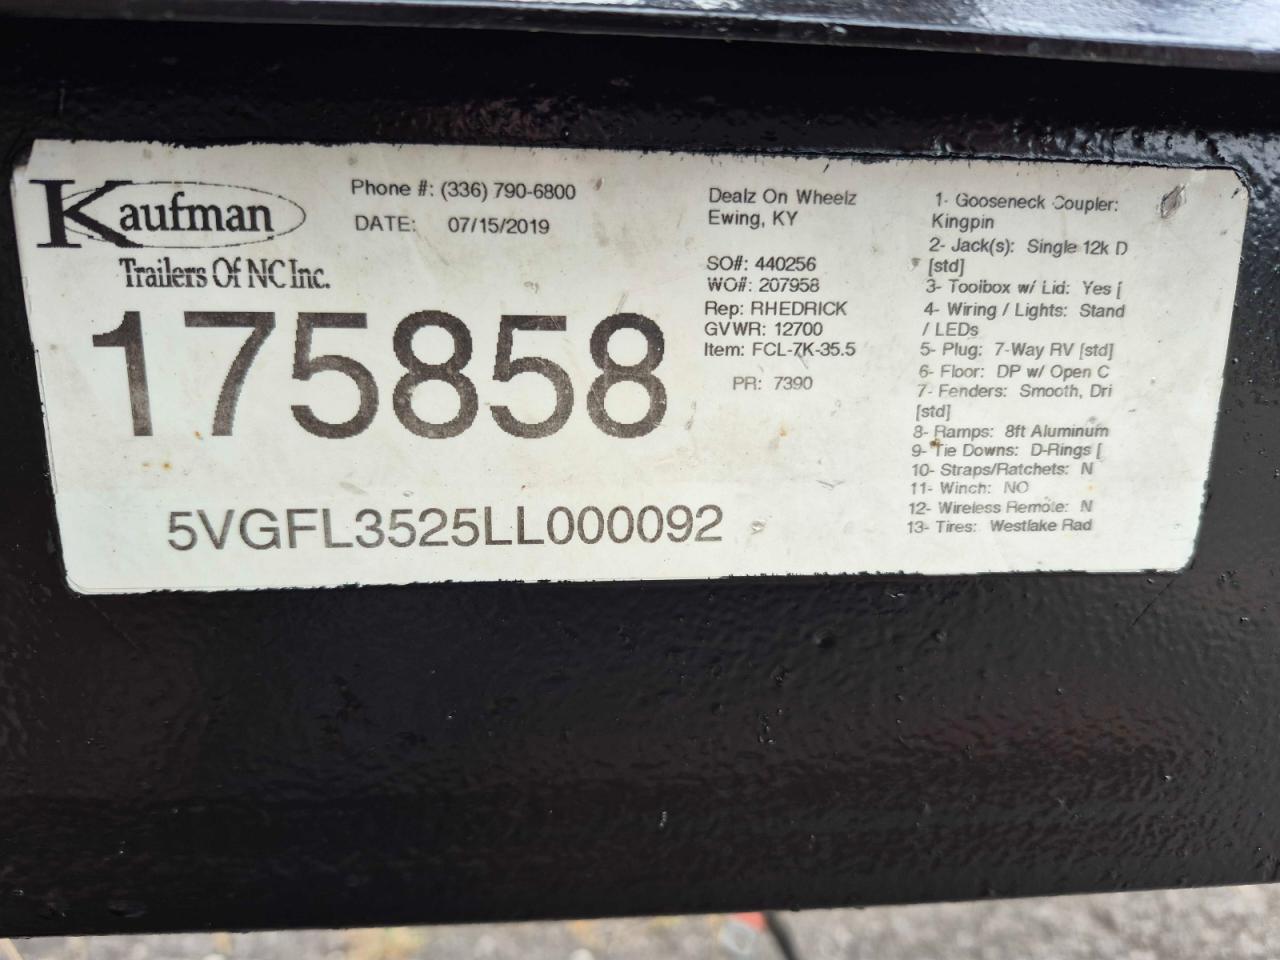 Kaufman
Trailers Of NC Inc.
Phone #: (336) 790-6800
DATE: 07/15/2019
175858
5VGFL3525LL000092
Dealz On Wheelz
Ewing, KY
SO#: 440256
WO#: 207958
Rep: RHEDRICK
GVWR: 12700
Item: FCL-7K-35.5
PR: 7390
1- Gooseneck Coupler:
Kingpin
2- Jack(s): Single 12k D
[std]
3- Toolbox w/ Lid: Yes [
4- Wiring / Lights: Stand
/ LEDs
5- Plug: 7-Way RV [std]
6- Floor: DP w/ Open C
7- Fenders: Smooth, Dri
[std]
8- Ramps: 8ft Aluminum
9- Tie Downs: D-Rings [
10- Straps/Ratchets: N
11- Winch: NO
12- Wireless Remote: N
13- Tires: Westlake Rad